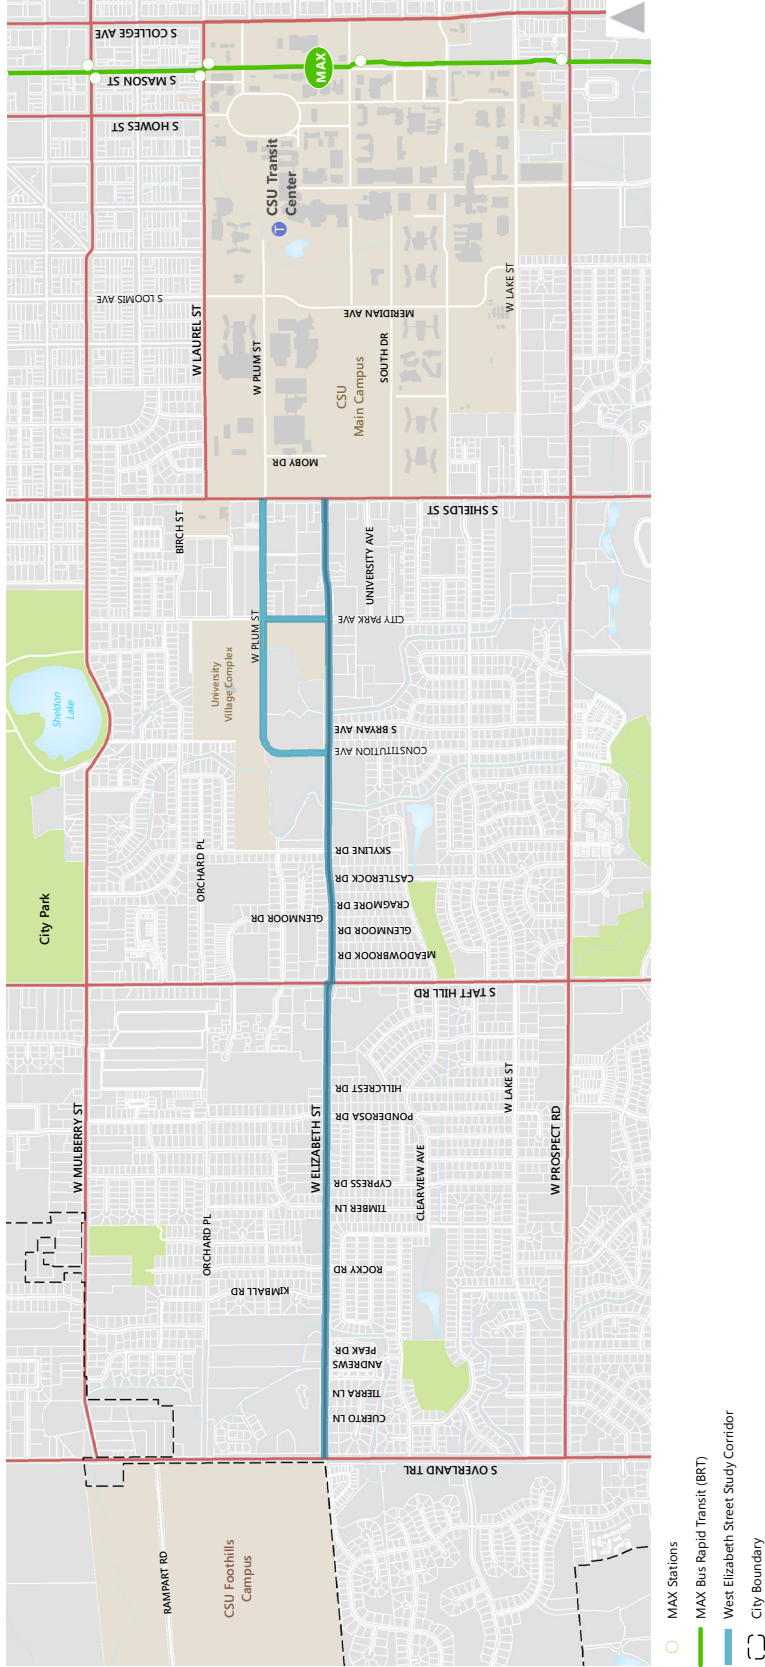 S COLLEGE AVE
S MASON ST
MAX
S HOWES ST
CSU Transit
Center
T
S LOOMIS AVE
W LAUREL ST
W PLUM ST
MERIDIAN AVE
SOUTH DR
W LAKE ST
CSU
Main Campus
MOBY DR
S SHIELDS ST
BIRCH ST
UNIVERSITY AVE
CITY PARK AVE
W PLUM ST
University
Village Complex
Sheldon
Lake
S BRYAN AVE
CONSTITUTION AVE
SKYLINE DR
CASTLEROCK DR
CRAGMORE DR
GLENMOOR DR
GLENMOOR DR
MEADOWBROOK DR
ORCHARD PL
City Park
S TAFT HILL RD
HILLCREST DR
PONDEROSA DR
W LAKE ST
W MULBERRY ST
W ELIZABETH ST
W PROSPECT RD
CLEARVIEW AVE
CYPRESS DR
TIMBER LN
ORCHARD PL
ROCKY RD
KIMBALL RD
PEAK DR
ANDREWS
TIERRA LN
CUERTO LN
S OVERLAND TRL
RAMPART RD
CSU Foothills
Campus
MAX Stations
MAX Bus Rapid Transit (BRT)
West Elizabeth Street Study Corridor
City Boundary